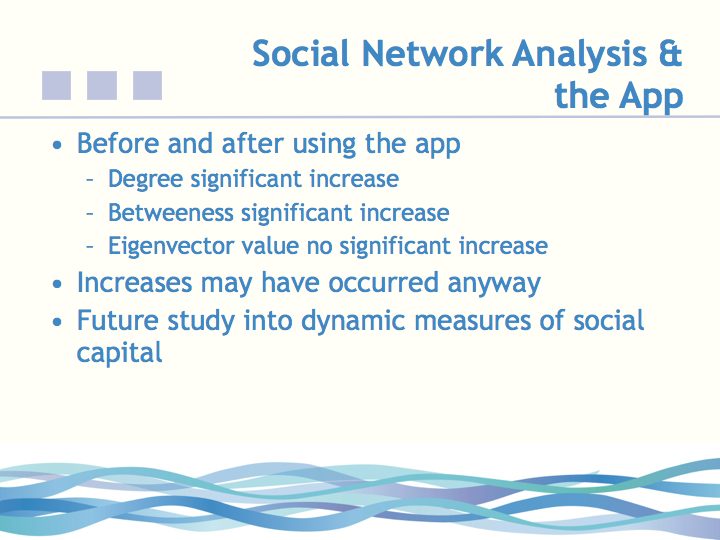 Social Network Analysis &
the App
• Before and after using the app
– Degree significant increase
– Betweeness significant increase
– Eigenvector value no significant increase
• Increases may have occurred anyway
• Future study into dynamic measures of social
capital